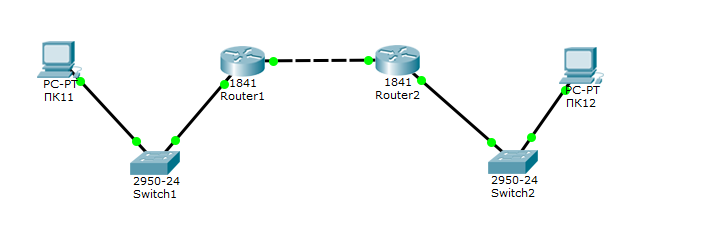 PC-PT
ПК11
1841
Router1
1841
Router2
PC-PT
ПК12
2950-24
Switch1
2950-24
Switch2